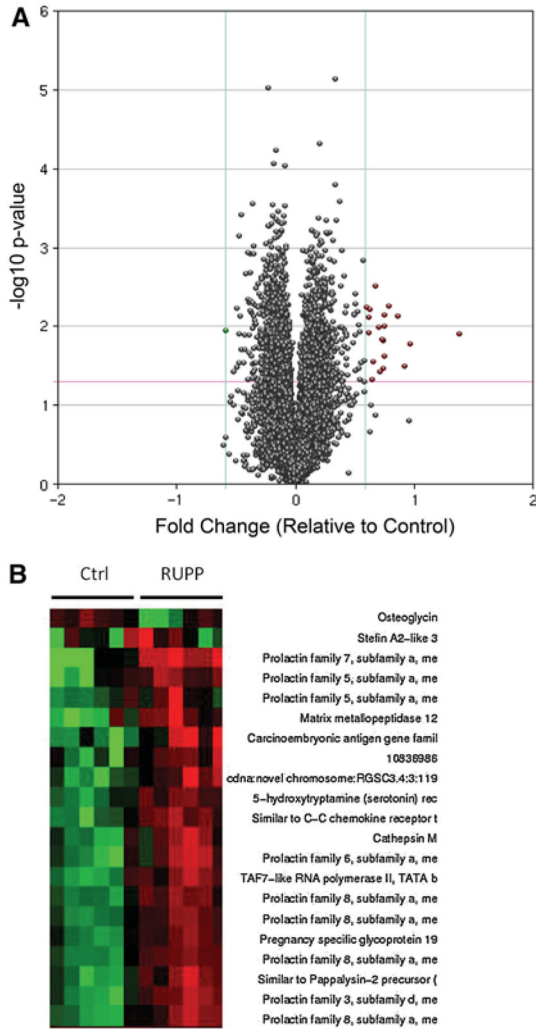 A
6
5
4
3
2
1
0
-log10 p-value
-2
-1
0
1
2
Fold Change (Relative to Control)
B
Ctrl
RUPP
Osteoglycin
Stefin A2-like 3
Prolactin family 7, subfamily a, me
Prolactin family 5, subfamily a, me
Prolactin family 5, subfamily a, me
Matrix metallopeptidase 12
Carcinoembryonic antigen gene famil
10836986
cdna:novel chromosome:RGSC3.4:3:119
5-hydroxytryptamine (serotonin) rec
Similar to C-C chemokine receptor t
Cathepsin M
Prolactin family 6, subfamily a, me
TAF7-like RNA polymerase II, TATA b
Prolactin family 8, subfamily a, me
Prolactin family 8, subfamily a, me
Pregnancy specific glycoprotein 19
Prolactin family 8, subfamily a, me
Similar to Pappalysin-2 precursor (
Prolactin family 3, subfamily d, me
Prolactin family 8, subfamily a, me